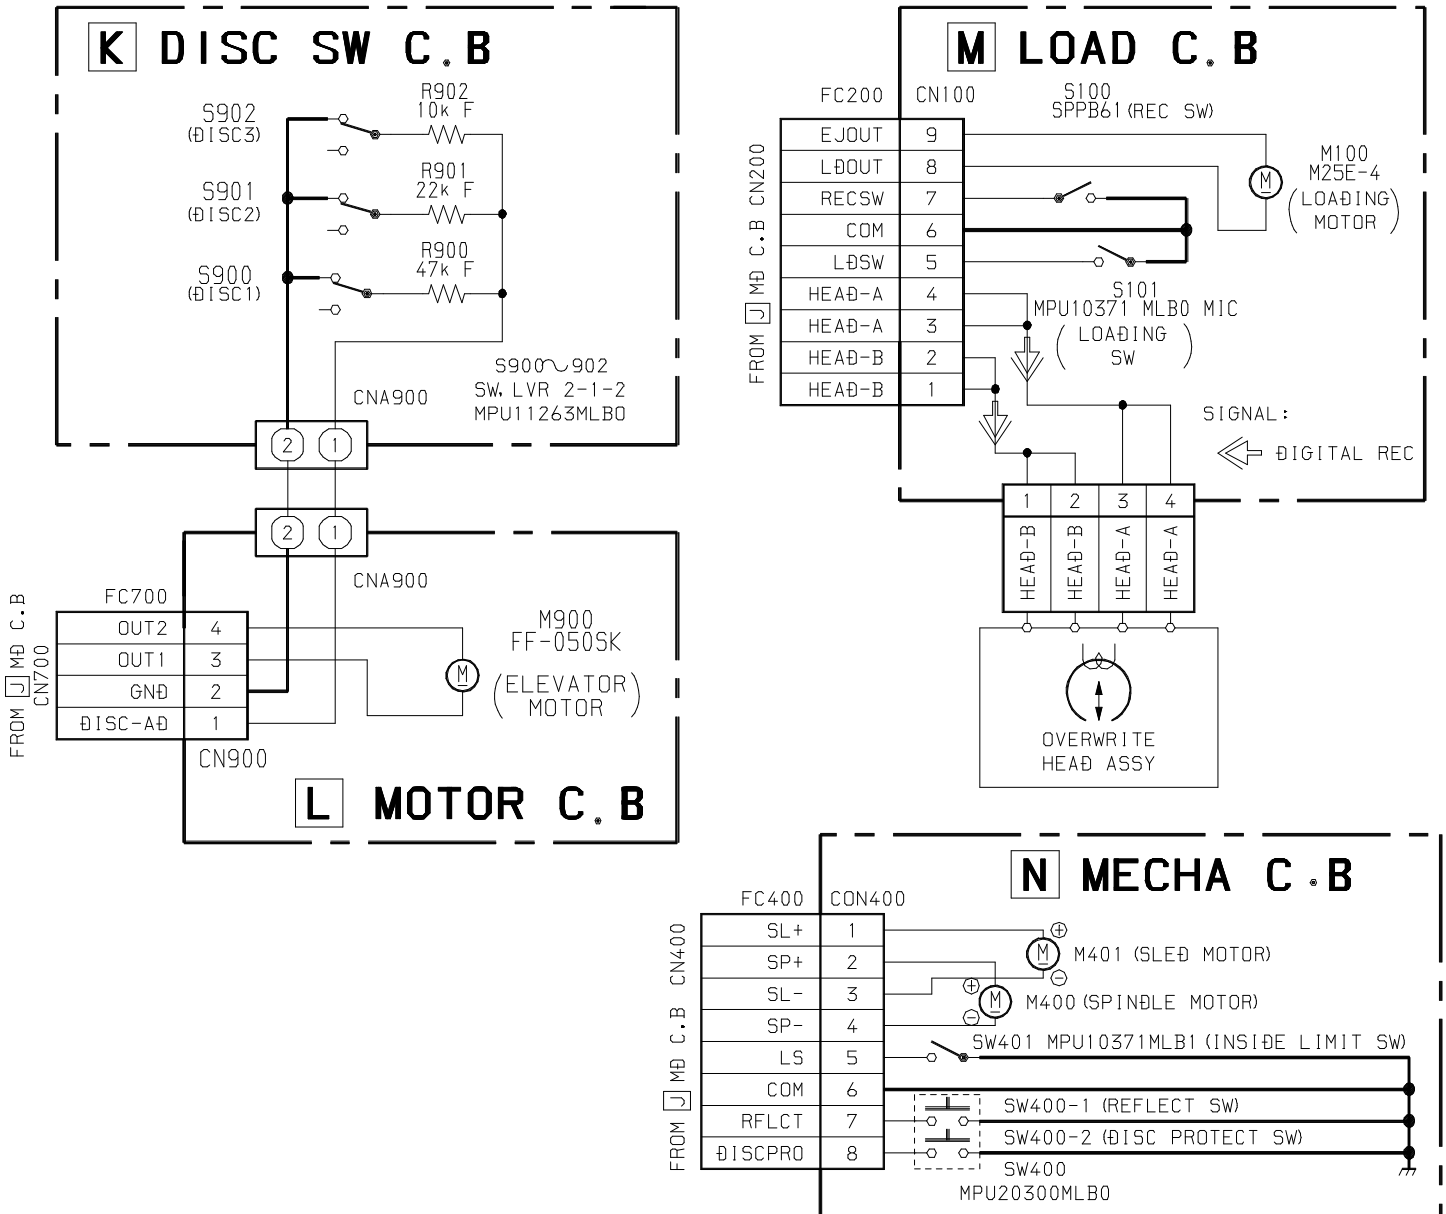 K DISC SW C.B
S902
(DISC3)
R902
10k F
S901
(DISC2)
R901
22k F
S900
(DISC1)
R900
47k F
S900~902
SW, LVR 2-1-2
MPU11263MLB0
CNA900
2 1
2 1
CNA900
FC700
OUT2 4
OUT1 3
GND 2
DISC-AD 1
CN900
FROM J MD C.B
CN700
M900
FF-050SK
M
(ELEVATOR)
MOTOR
L MOTOR C.B
M LOAD C.B
FC200 CN100
S100
SPPB61 (REC SW)
EJOUT 9
LDOUT 8
RECSW 7
COM 6
LDSW 5
HEAD-A 4
HEAD-A 3
HEAD-B 2
HEAD-B 1
FROM J MD C.B CN200
M
M100
M25E-4
(LOADING
MOTOR)
S101
MPU10371 MLB0 MIC
(LOADING
SW)
SIGNAL:
DIGITAL REC
1 2 3 4
HEAD-B
HEAD-B
HEAD-A
HEAD-A
OVERWRITE
HEAD ASSY
N MECHA C.B
FC400 CON400
SL+ 1
SP+ 2
SL- 3
SP- 4
LS 5
COM 6
RFLCT 7
DISCPRO 8
FROM J MD C.B CN400
+
M
M401 (SLED MOTOR)
-
+
M
M400 (SPINDLE MOTOR)
-
SW401 MPU10371MLB1 (INSIDE LIMIT SW)
SW400-1 (REFLECT SW)
SW400-2 (DISC PROTECT SW)
SW400
MPU20300MLB0